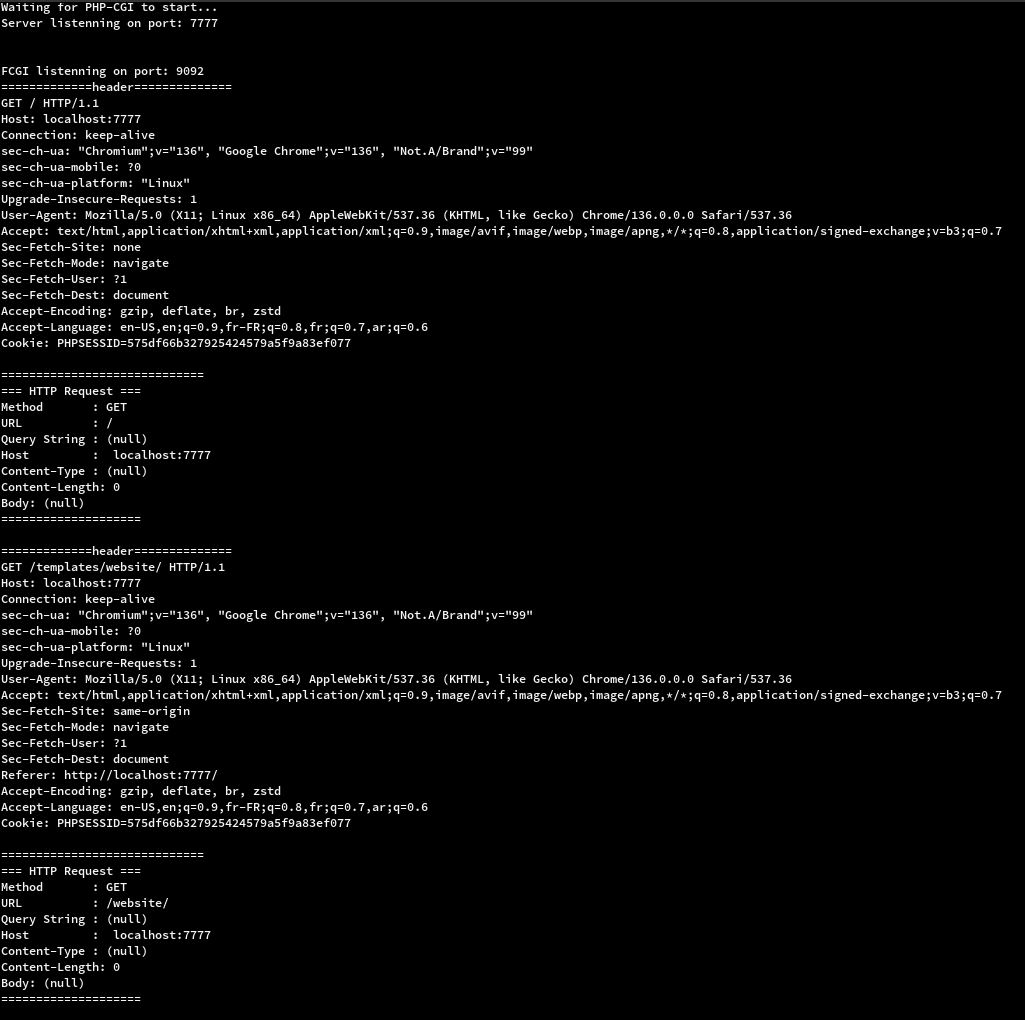 Waiting for PHP-CGI to start...
Server listenning on port: 7777
FCGI listenning on port: 9092
=============header==============
GET / HTTP/1.1
Host: localhost:7777
Connection: keep-alive
sec-ch-ua: "Chromium";v="136", "Google Chrome";v="136", "Not.A/Brand";v="99"
sec-ch-ua-mobile: ?0
sec-ch-ua-platform: "Linux"
Upgrade-Insecure-Requests: 1
User-Agent: Mozilla/5.0 (X11; Linux x86_64) AppleWebKit/537.36 (KHTML, like Gecko) Chrome/136.0.0.0 Safari/537.36
Accept: text/html,application/xhtml+xml,application/xml;q=0.9,image/avif,image/webp,image/apng,*/*;q=0.8,application/signed-exchange;v=b3;q=0.7
Sec-Fetch-Site: none
Sec-Fetch-Mode: navigate
Sec-Fetch-User: ?1
Sec-Fetch-Dest: document
Accept-Encoding: gzip, deflate, br, zstd
Accept-Language: en-US,en;q=0.9,fr-FR;q=0.8,fr;q=0.7,ar;q=0.6
Cookie: PHPSESSID=575df66b327925424579a5f9a83ef077
=============================
=== HTTP Request ===
Method       : GET
URL          : /
Query String : (null)
Host         :  localhost:7777
Content-Type : (null)
Content-Length: 0
Body: (null)
====================
=============header==============
GET /templates/website/ HTTP/1.1
Host: localhost:7777
Connection: keep-alive
sec-ch-ua: "Chromium";v="136", "Google Chrome";v="136", "Not.A/Brand";v="99"
sec-ch-ua-mobile: ?0
sec-ch-ua-platform: "Linux"
Upgrade-Insecure-Requests: 1
User-Agent: Mozilla/5.0 (X11; Linux x86_64) AppleWebKit/537.36 (KHTML, like Gecko) Chrome/136.0.0.0 Safari/537.36
Accept: text/html,application/xhtml+xml,application/xml;q=0.9,image/avif,image/webp,image/apng,*/*;q=0.8,application/signed-exchange;v=b3;q=0.7
Sec-Fetch-Site: same-origin
Sec-Fetch-Mode: navigate
Sec-Fetch-User: ?1
Sec-Fetch-Dest: document
Referer: http://localhost:7777/
Accept-Encoding: gzip, deflate, br, zstd
Accept-Language: en-US,en;q=0.9,fr-FR;q=0.8,fr;q=0.7,ar;q=0.6
Cookie: PHPSESSID=575df66b327925424579a5f9a83ef077
=============================
=== HTTP Request ===
Method       : GET
URL          : /website/
Query String : (null)
Host         :  localhost:7777
Content-Type : (null)
Content-Length: 0
Body: (null)
====================